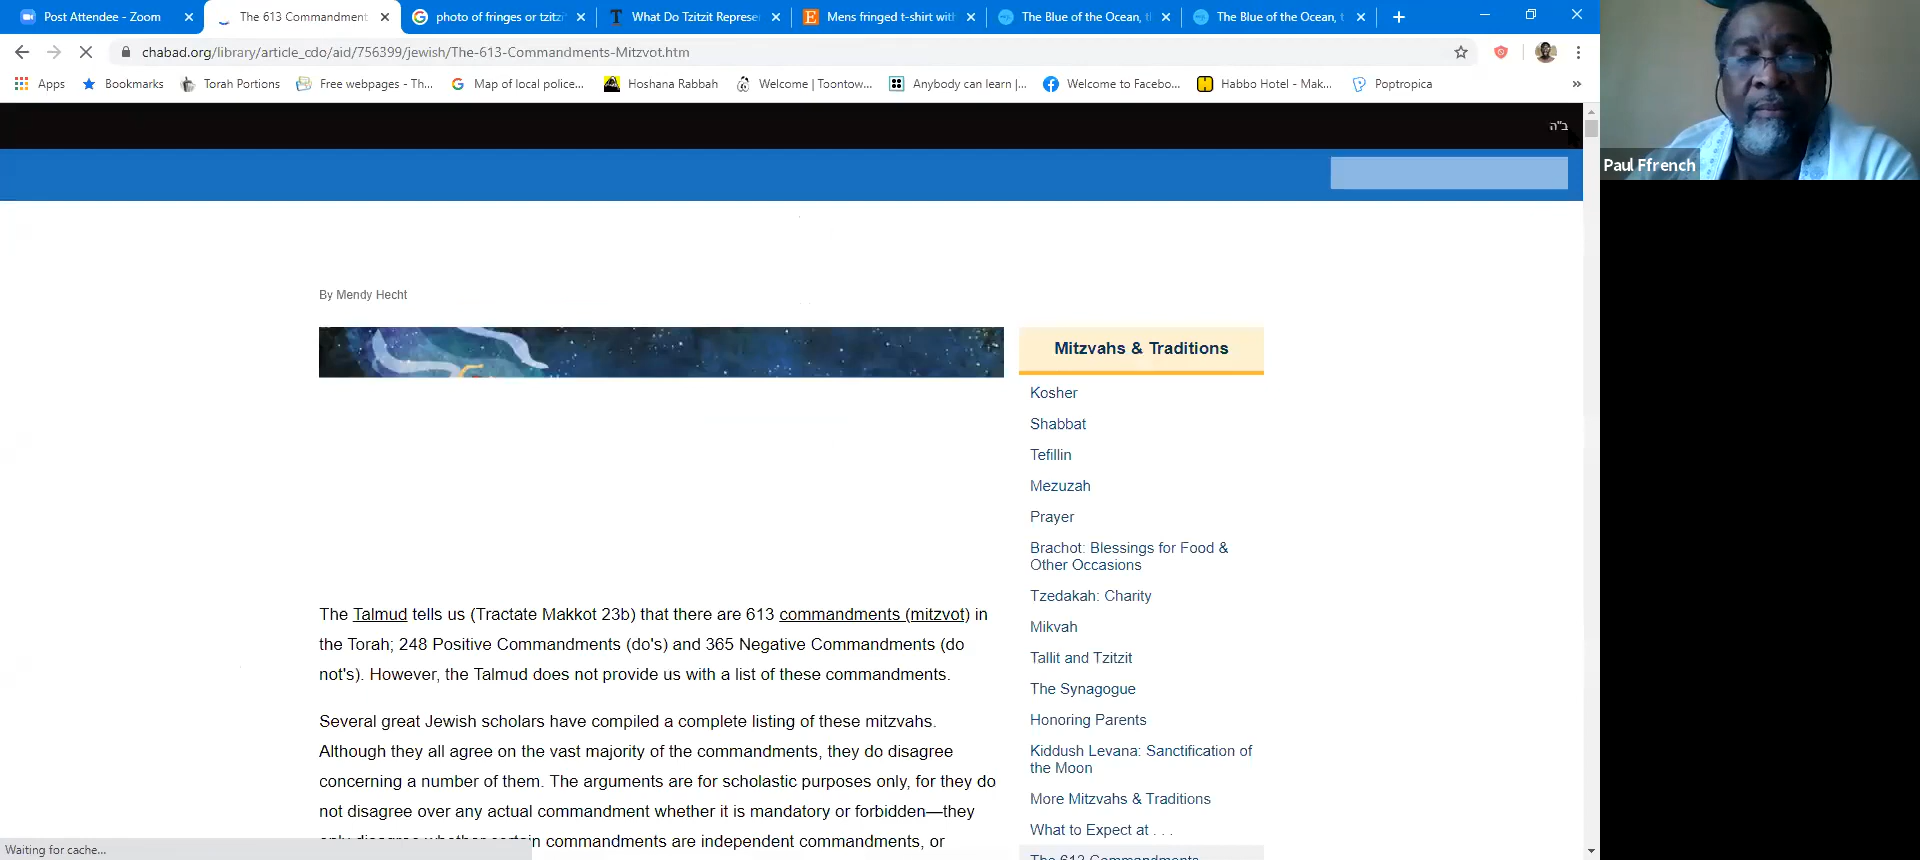 Post Attendee - Zoom
The 613 Commandment
photo of fringes or tzitzi
What Do Tzitzit Represe
Mens fringed t-shirt with
The Blue of the Ocean, t
The Blue of the Ocean, t
chabad.org/library/article_cdo/aid/756399/jewish/The-613-Commandments-Mitzvot.htm
Apps
Bookmarks
Torah Portions
Free webpages - Th...
Map of local police...
Hoshana Rabbah
Welcome | Toontow...
Anybody can learn |...
Welcome to Facebo...
Habbo Hotel - Mak...
Poptropica
ב"ה
Paul Ffrench
By Mendy Hecht
The Talmud tells us (Tractate Makkot 23b) that there are 613 commandments (mitzvot) in
the Torah; 248 Positive Commandments (do's) and 365 Negative Commandments (do
not's). However, the Talmud does not provide us with a list of these commandments.
Several great Jewish scholars have compiled a complete listing of these mitzvahs.
Although they all agree on the vast majority of the commandments, they do disagree
concerning a number of them. The arguments are for scholastic purposes only, for they do
not disagree over any actual commandment whether it is mandatory or forbidden—they
only disagree whether certain commandments are independent commandments, or
Mitzvahs & Traditions
Kosher
Shabbat
Tefillin
Mezuzah
Prayer
Brachot: Blessings for Food &
Other Occasions
Tzedakah: Charity
Mikvah
Tallit and Tzitzit
The Synagogue
Honoring Parents
Kiddush Levana: Sanctification of
the Moon
More Mitzvahs & Traditions
What to Expect at . . .
The 613 Commandments
Waiting for cache...